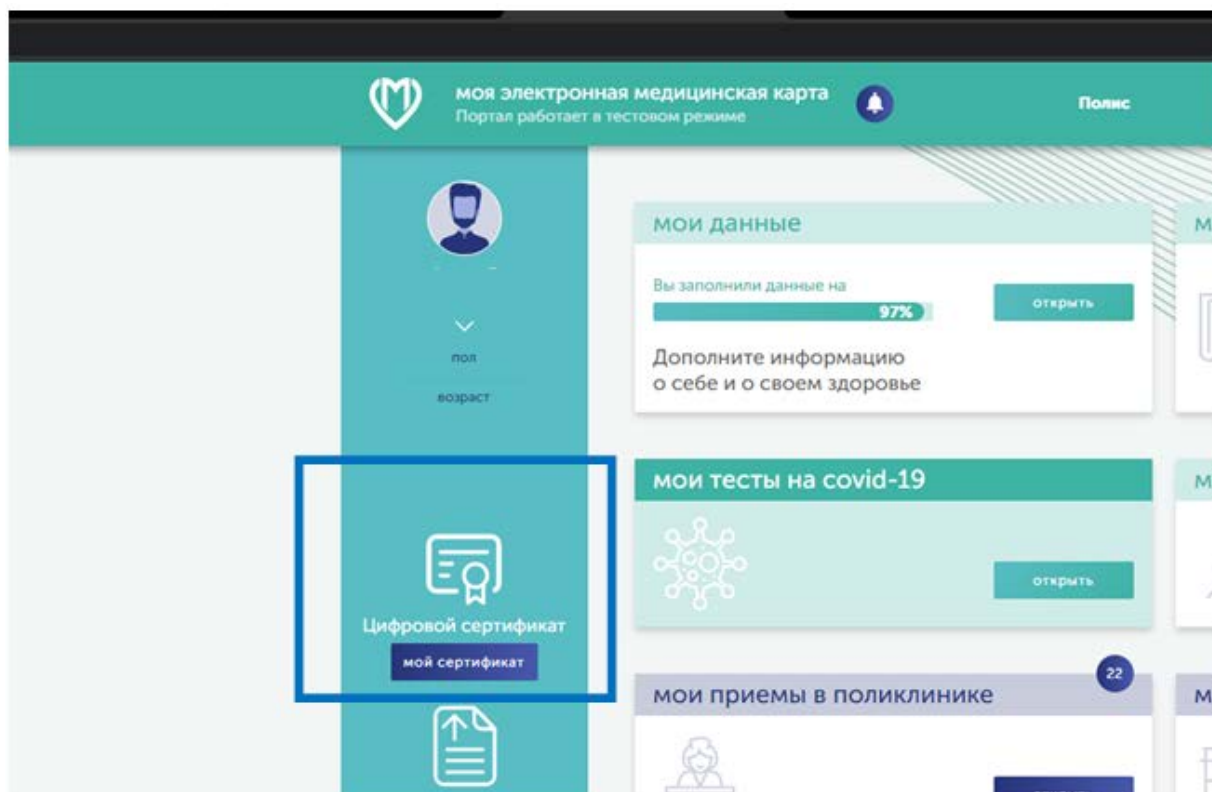 моя электронная медицинская карта
Портал работает в тестовом режиме
Полис
пол
возраст
Цифровой сертификат
мой сертификат
мои данные
Вы заполнили данные на
97%
открыть
Дополните информацию
о себе и о своем здоровье
мои тесты на covid-19
открыть
22
мои приемы в поликлинике